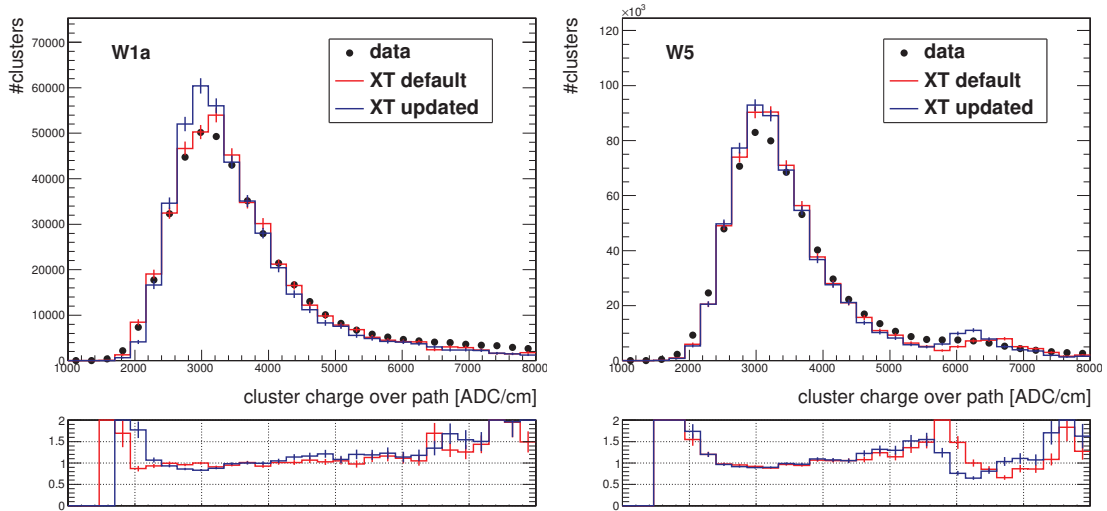 #clusters
W1a
data
XT default
XT updated
70000
60000
50000
40000
30000
20000
10000
0
1000 2000 3000 4000 5000 6000 7000 8000
cluster charge over path [ADC/cm]
2
1.5
1
0.5
0
×10³
#clusters
W5
data
XT default
XT updated
120
100
80
60
40
20
0
1000 2000 3000 4000 5000 6000 7000 8000
cluster charge over path [ADC/cm]
2
1.5
1
0.5
0